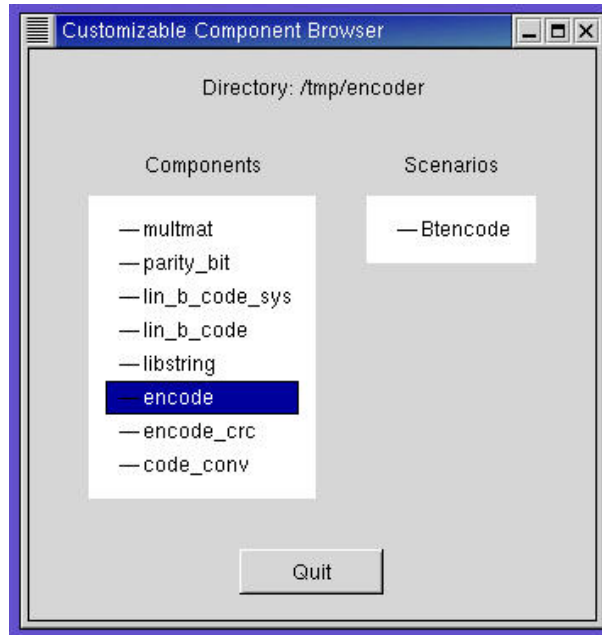 Customizable Component Browser
Directory: /tmp/encoder
Components
Scenarios
multmat
Btencode
parity_bit
lin_b_code_sys
lin_b_code
libstring
encode
encode_crc
code_conv
Quit